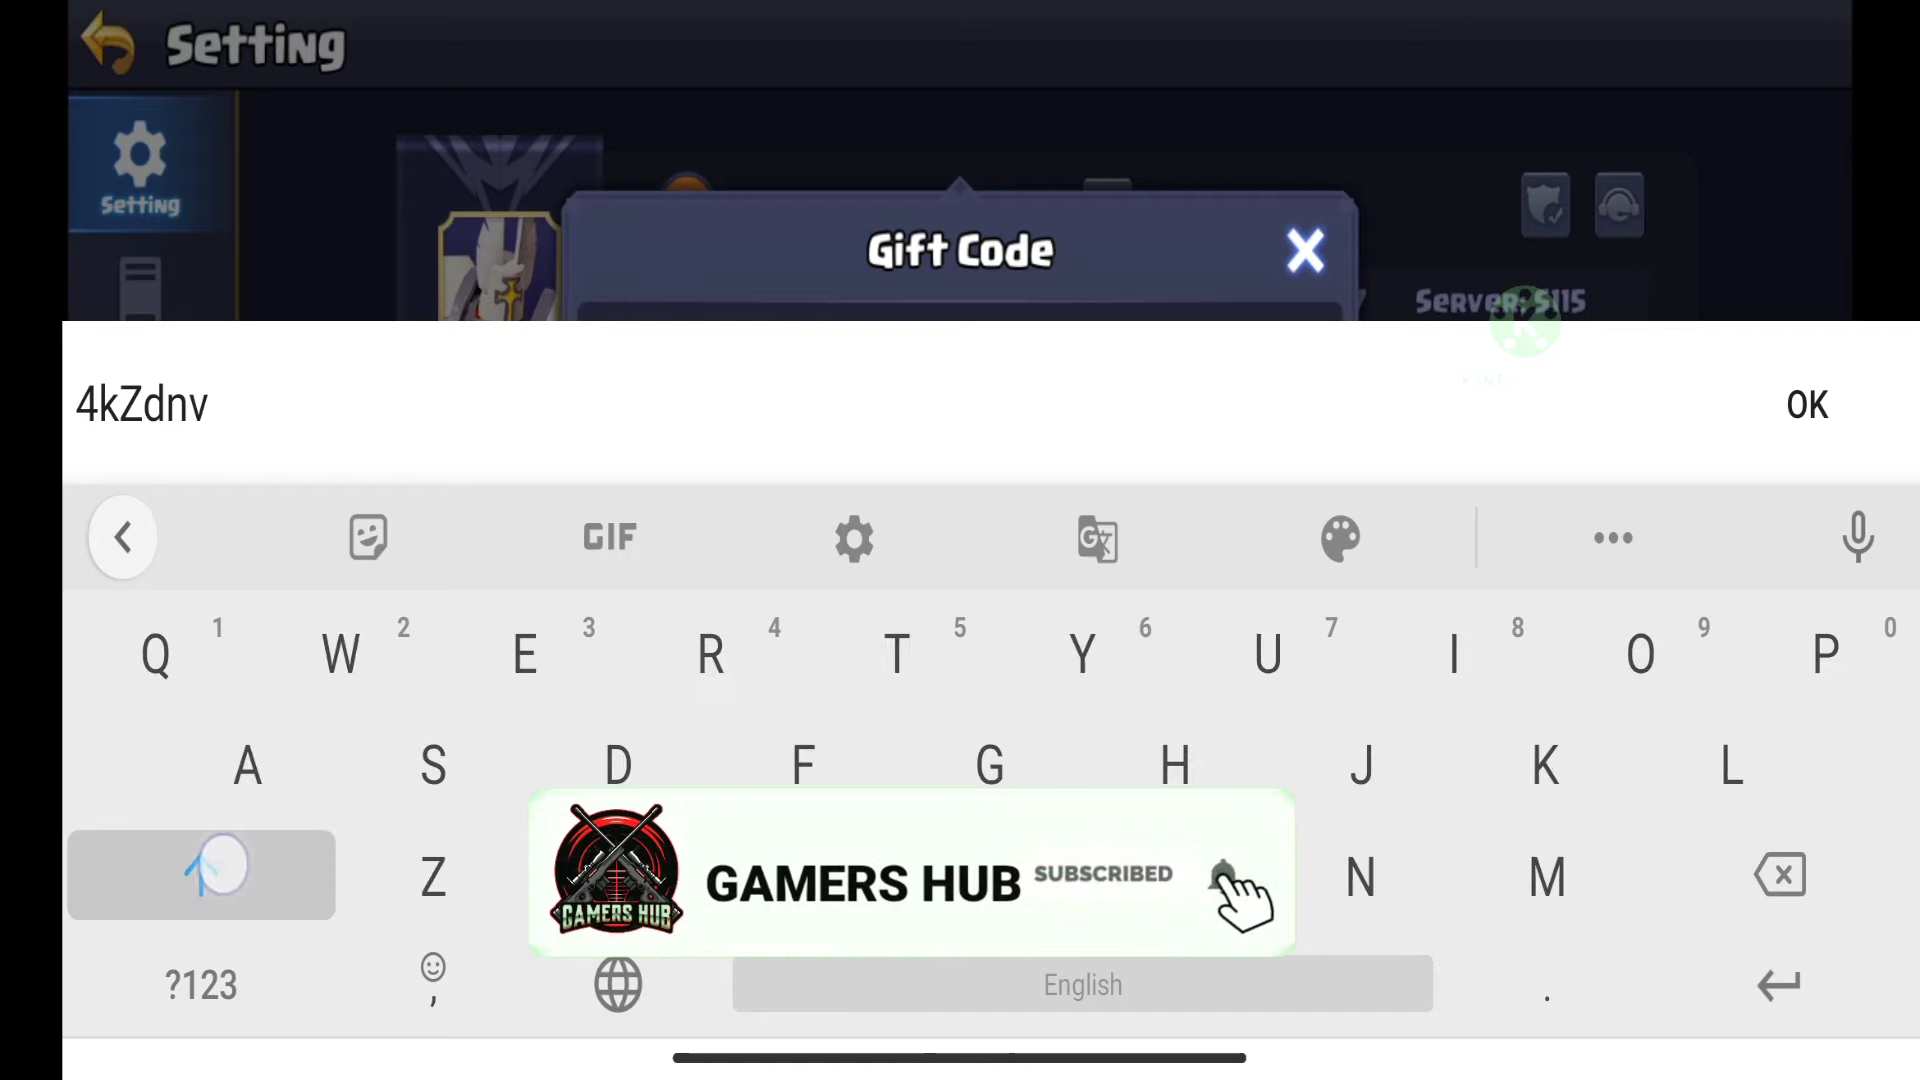 Setting
Setting
Gift Code
Server: S115
4kZdnv
OK
GIF
Q 1 W 2 E 3 R 4 T 5 Y 6 U 7 I 8 O 9 P 0
A S D F G H J K L
Z N M
GAMERS HUB
GAMERS HUB SUBSCRIBED
?123 , English .